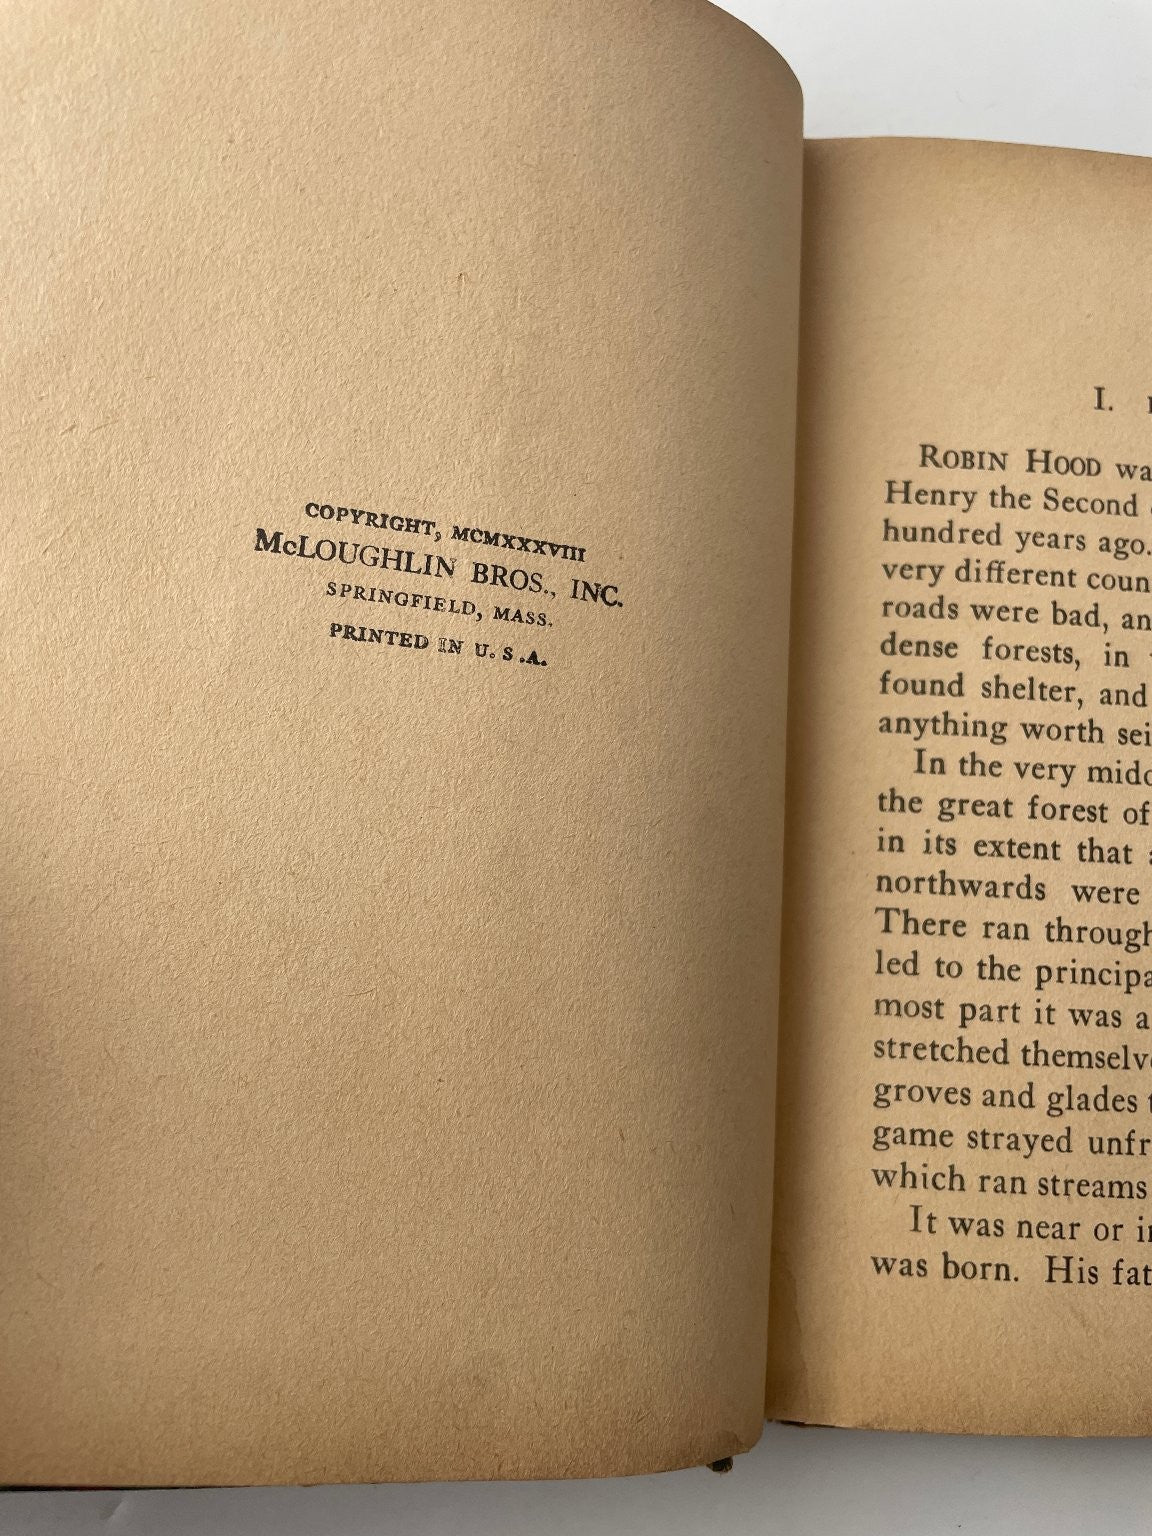 COPYRIGHT, MCMXXXVIII
McLOUGHLIN BROS., INC.
SPRINGFIELD, MASS.
PRINTED IN U. S .A.
I.
ROBIN HOOD wa
Henry the Second
hundred years ago.
very different coun
roads were bad, an
dense forests, in
found shelter, and
anything worth sei
In the very midd
the great forest of
in its extent that
northwards were
There ran through
led to the principa
most part it was a
stretched themselve
groves and glades t
game strayed unfr
which ran streams
It was near or in
was born. His fat